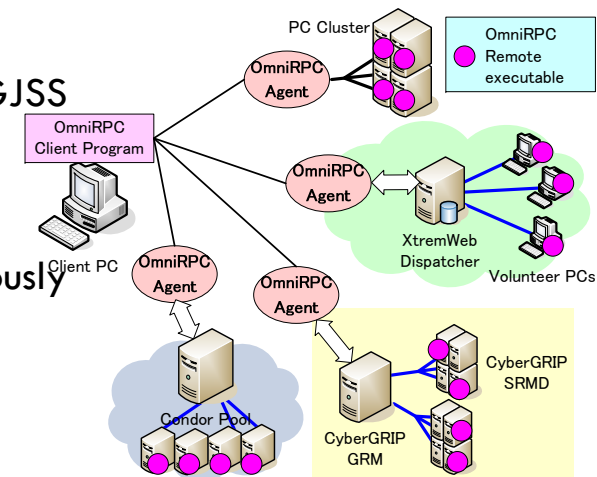 PC Cluster
OmniRPC
Remote
executable
GJSS
OmniRPC
Agent
OmniRPC
Client Program
OmniRPC
Agent
XtremWeb
Dispatcher
Volunteer PCs
ously
Client PC
OmniRPC
Agent
OmniRPC
Agent
Condor Pool
CyberGRIP
SRMD
CyberGRIP
GRM